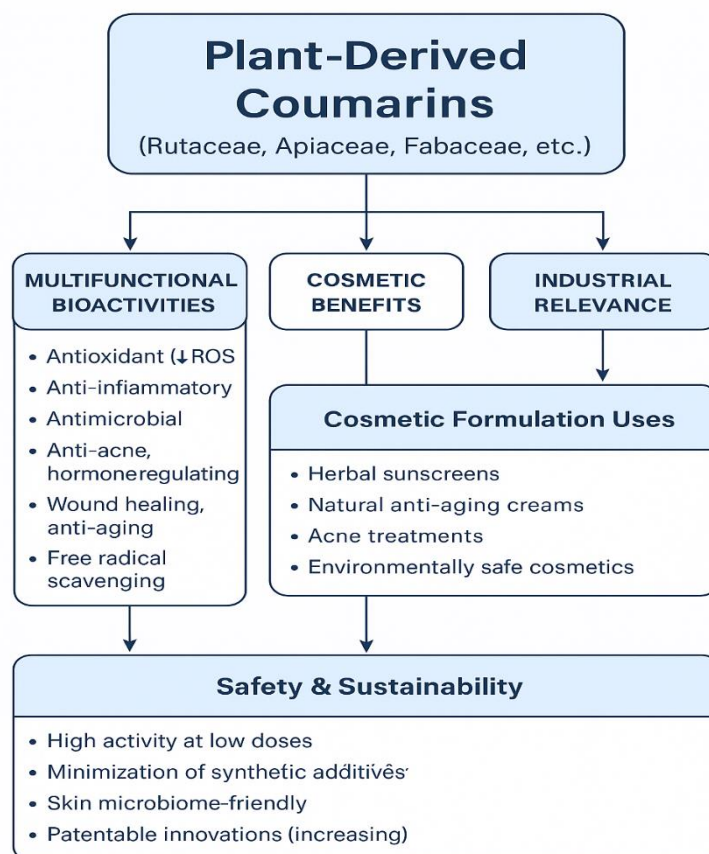 Plant-Derived
Coumarins
(Rutaceae, Apiaceae, Fabaceae, etc.)
MULTIFUNCTIONAL
BIOACTIVITIES
• Antioxidant (↓ROS
• Anti-infiammatory
• Antimicrobial
• Anti-acne,
hormoneregulating
• Wound healing,
anti-aging
• Free radical
scavenging
COSMETIC
BENEFITS
INDUSTRIAL
RELEVANCE
Cosmetic Formulation Uses
• Herbal sunscreens
• Natural anti-aging creams
• Acne treatments
• Environmentally safe cosmetics
Safety & Sustainability
• High activity at low doses
• Minimization of synthetic additives
• Skin microbiome-friendly
• Patentable innovations (increasing)